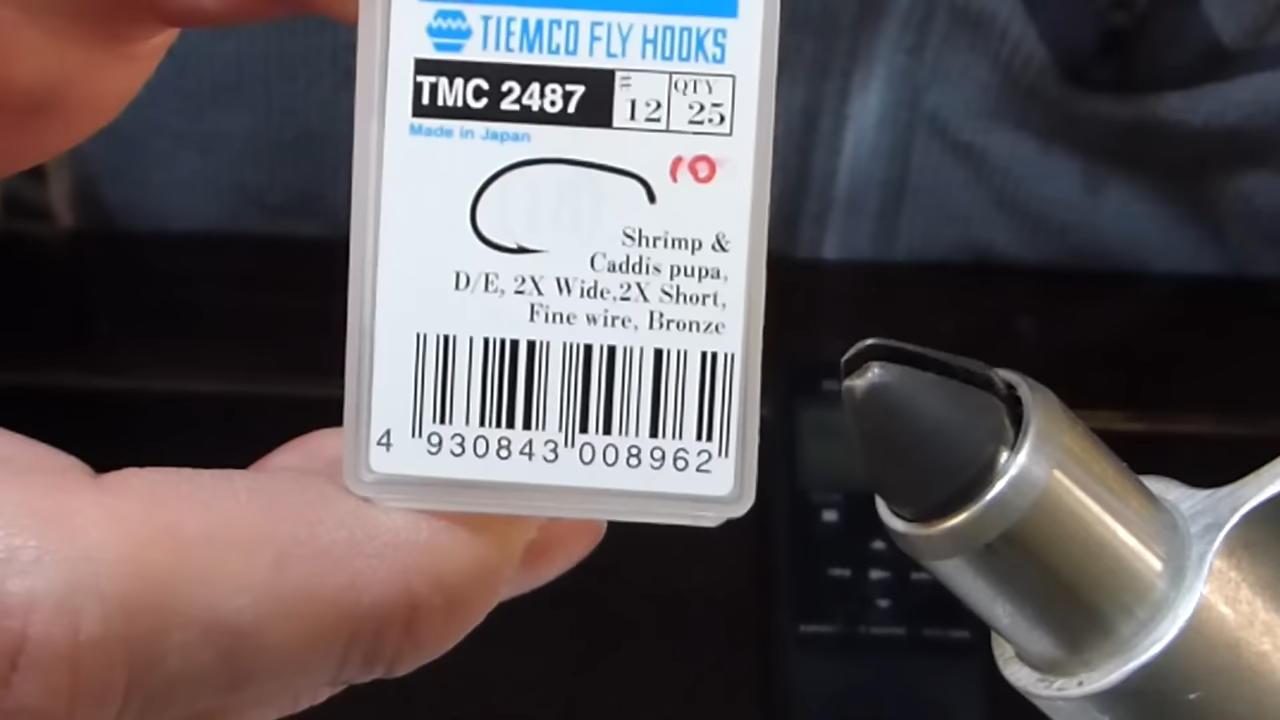 TIEMCO FLY HOOKS
TMC 2487 # 12 QTY 25
Made in Japan
10
Shrimp &
Caddis pupa,
D/E, 2X Wide,2X Short,
Fine wire, Bronze
4 930843 008962